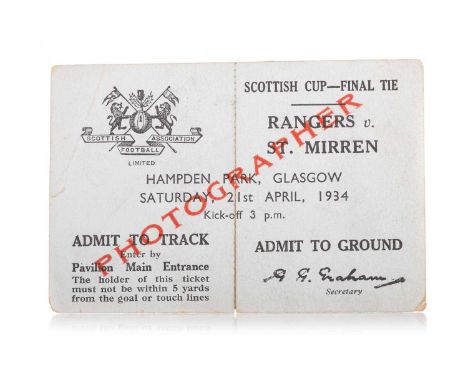 SCOTTISH FOOTBALL ASSOCIATION
LIMITED
SCOTTISH CUP—FINAL TIE
RANGERS v.
ST. MIRREN
HAMPDEN PARK, GLASGOW
SATURDAY, 21st APRIL, 1934
Kick-off 3 p.m.
PHOTOGRAPHER
ADMIT TO TRACK
Enter by
Pavilion Main Entrance
The holder of this ticket
must not be within 5 yards
from the goal or touch lines
ADMIT TO GROUND
G. G. Graham
Secretary